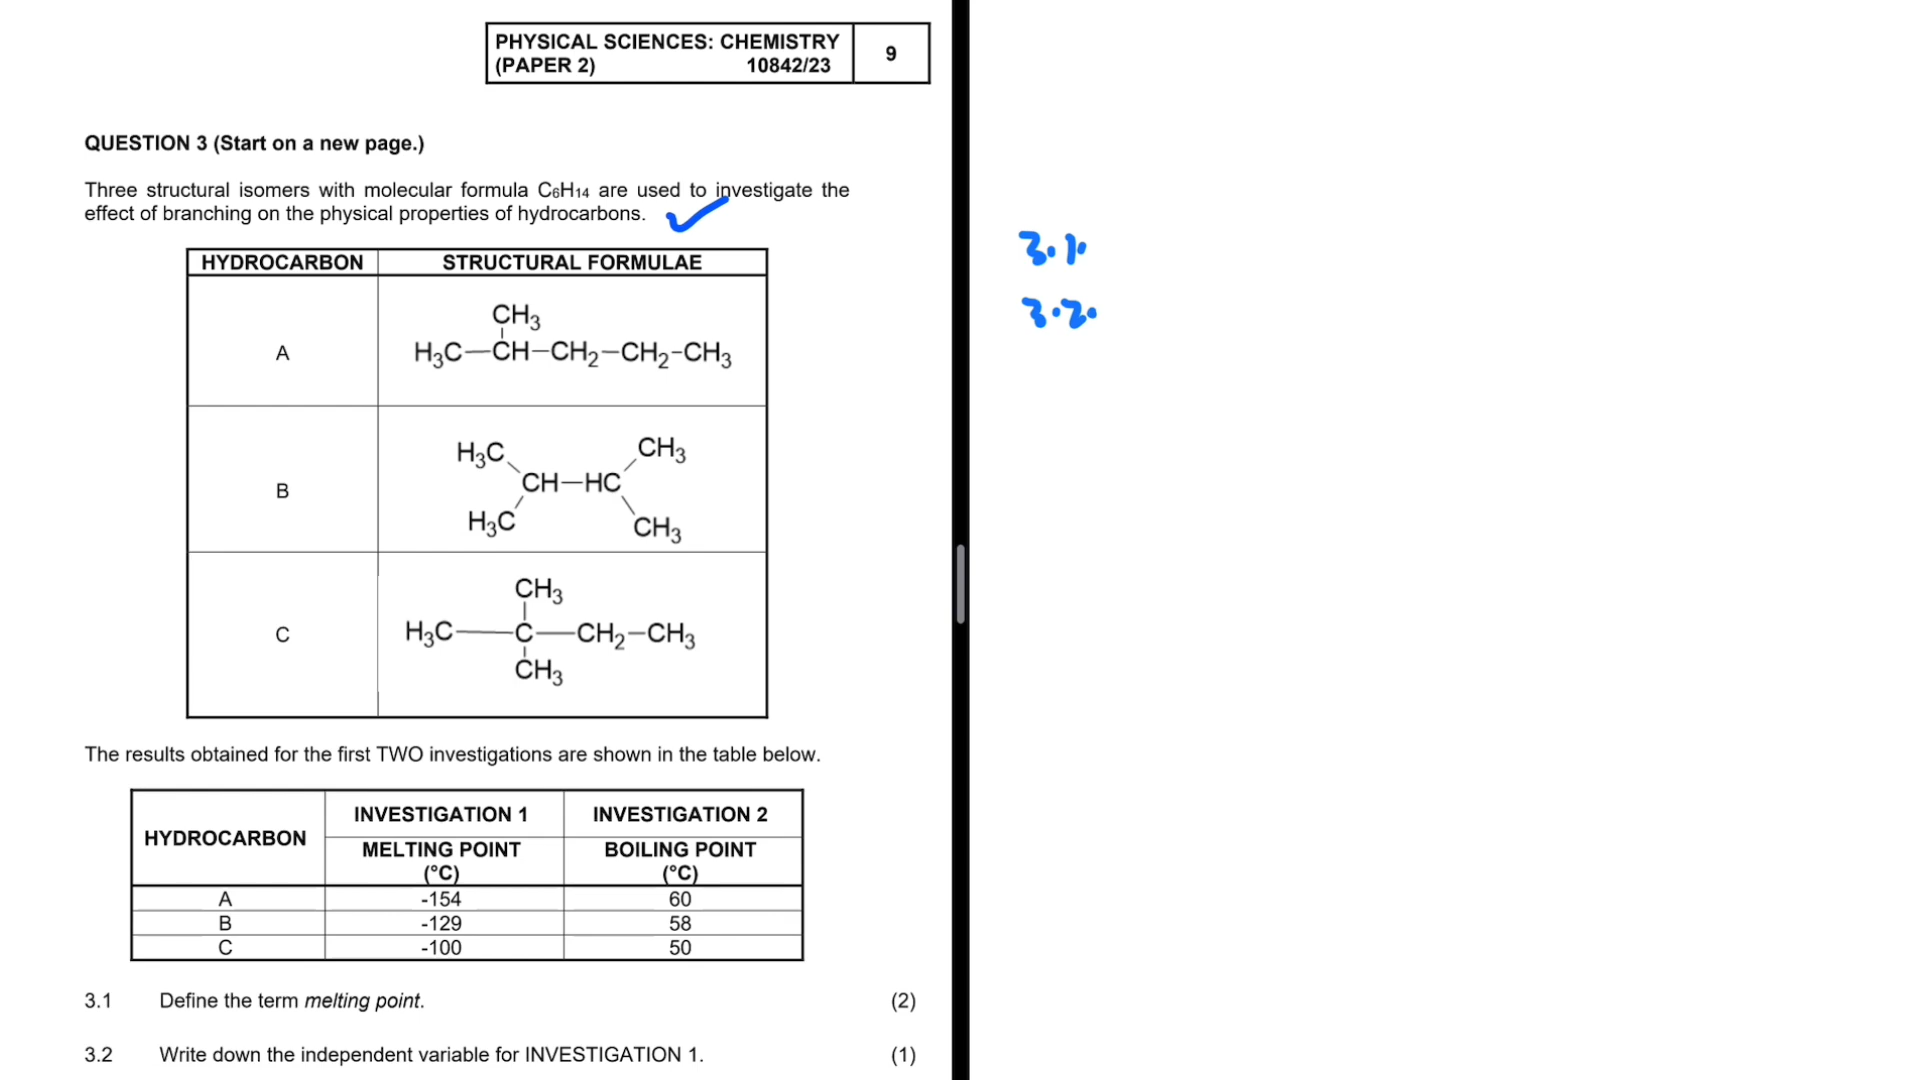 PHYSICAL SCIENCES: CHEMISTRY
(PAPER 2) 10842/23
9
QUESTION 3 (Start on a new page.)
Three structural isomers with molecular formula C₆H₁₄ are used to investigate the
effect of branching on the physical properties of hydrocarbons.
HYDROCARBON STRUCTURAL FORMULAE
CH₃
A H₃C—CH—CH₂—CH₂-CH₃
H₃C CH₃
B CH—HC
H₃C CH₃
CH₃
C H₃C—C—CH₂—CH₃
CH₃
The results obtained for the first TWO investigations are shown in the table below.
HYDROCARBON INVESTIGATION 1 INVESTIGATION 2
MELTING POINT BOILING POINT
(°C) (°C)
A -154 60
B -129 58
C -100 50
3.1 Define the term melting point. (2)
3.2 Write down the independent variable for INVESTIGATION 1. (1)
3.1.
3.2.